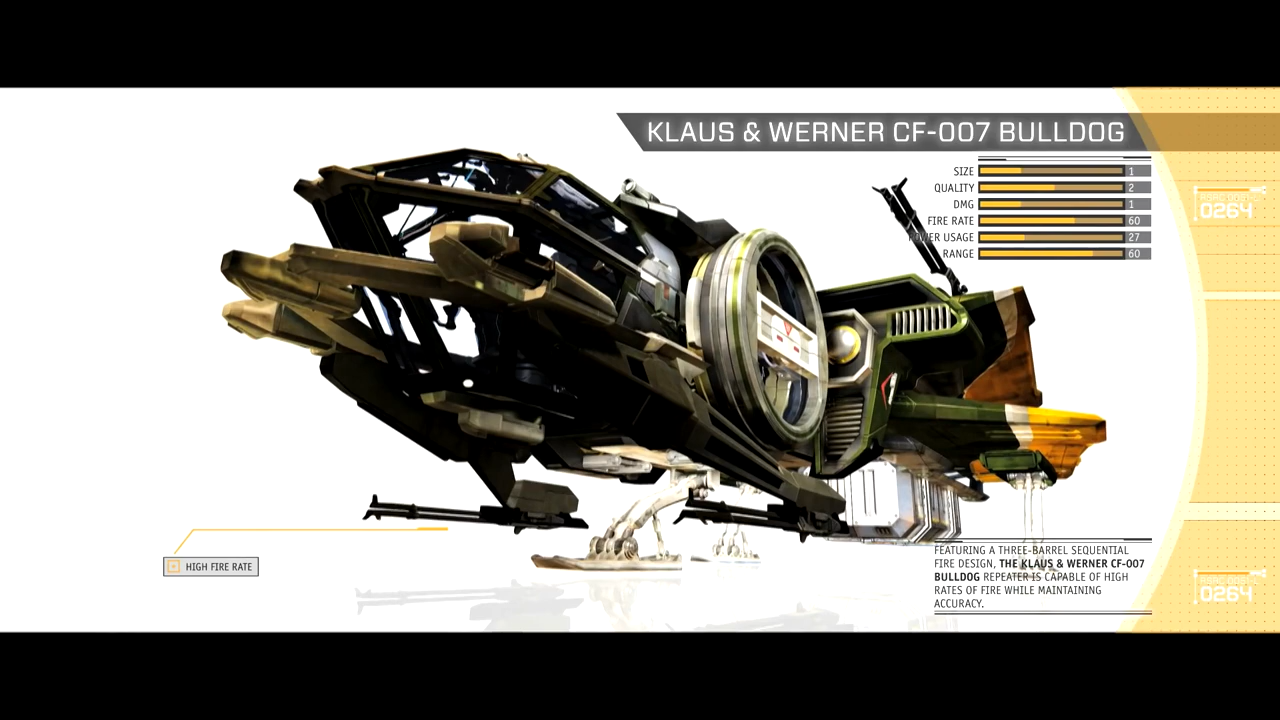 KLAUS & WERNER CF-007 BULLDOG
SIZE 1
QUALITY 2
DMG 1
FIRE RATE 60
POWER USAGE 27
RANGE 60
0264
HIGH FIRE RATE
FEATURING A THREE-BARREL SEQUENTIAL
FIRE DESIGN, THE KLAUS & WERNER CF-007
BULLDOG REPEATER IS CAPABLE OF HIGH
RATES OF FIRE WHILE MAINTAINING
ACCURACY.
0264